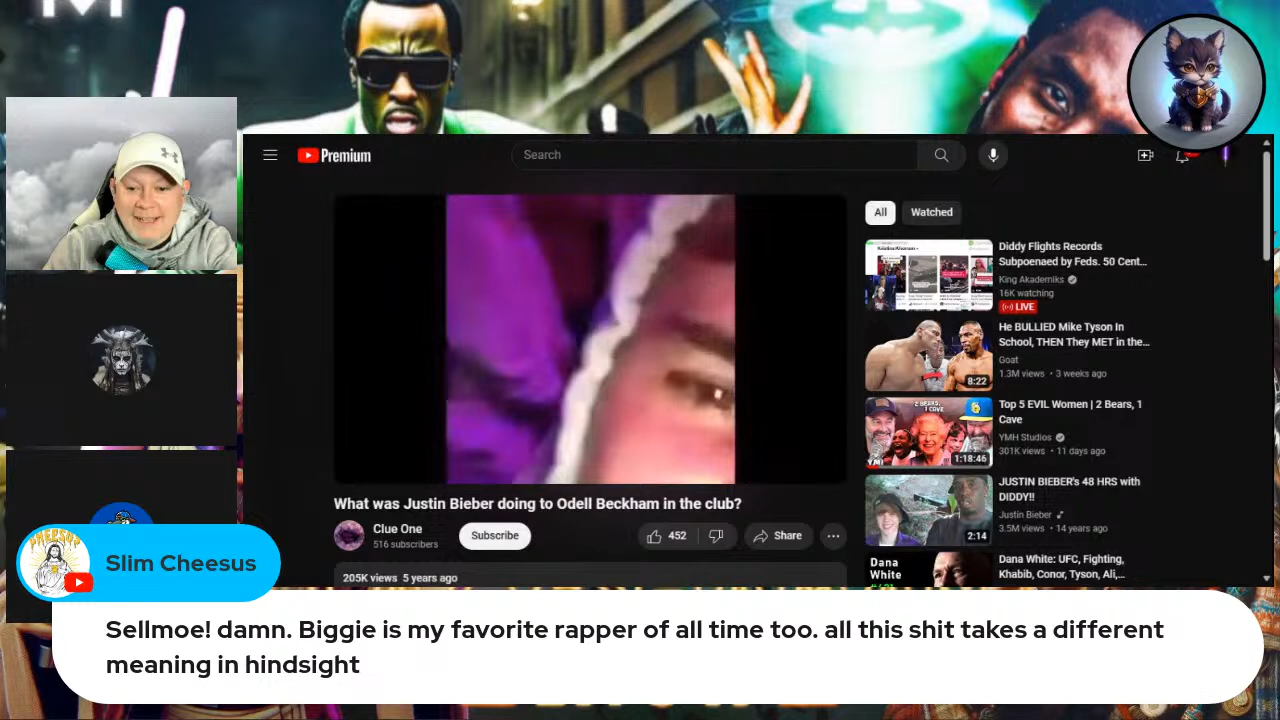 Premium
Search
All
Watched
Diddy Flights Records
Subpoenaed by Feds. 50 Cent...
King Akademiks
16K watching
LIVE
He BULLIED Mike Tyson In
School, THEN They MET in the...
Goat
1.3M views • 3 weeks ago
8:22
Top 5 EVIL Women | 2 Bears, 1
Cave
YMH Studios
301K views • 11 days ago
2 BEARS,
1 CAVE
1:18:46
JUSTIN BIEBER's 48 HRS with
DIDDY!!
Justin Bieber
3.5M views • 14 years ago
2:14
Dana White: UFC, Fighting,
Khabib, Conor, Tyson, Ali,...
Dana
White
What was Justin Bieber doing to Odell Beckham in the club?
Clue One
516 subscribers
Subscribe
452
Share
205K views 5 years ago
CHEESUS
Slim Cheesus
Sellmoe! damn. Biggie is my favorite rapper of all time too. all this shit takes a different
meaning in hindsight